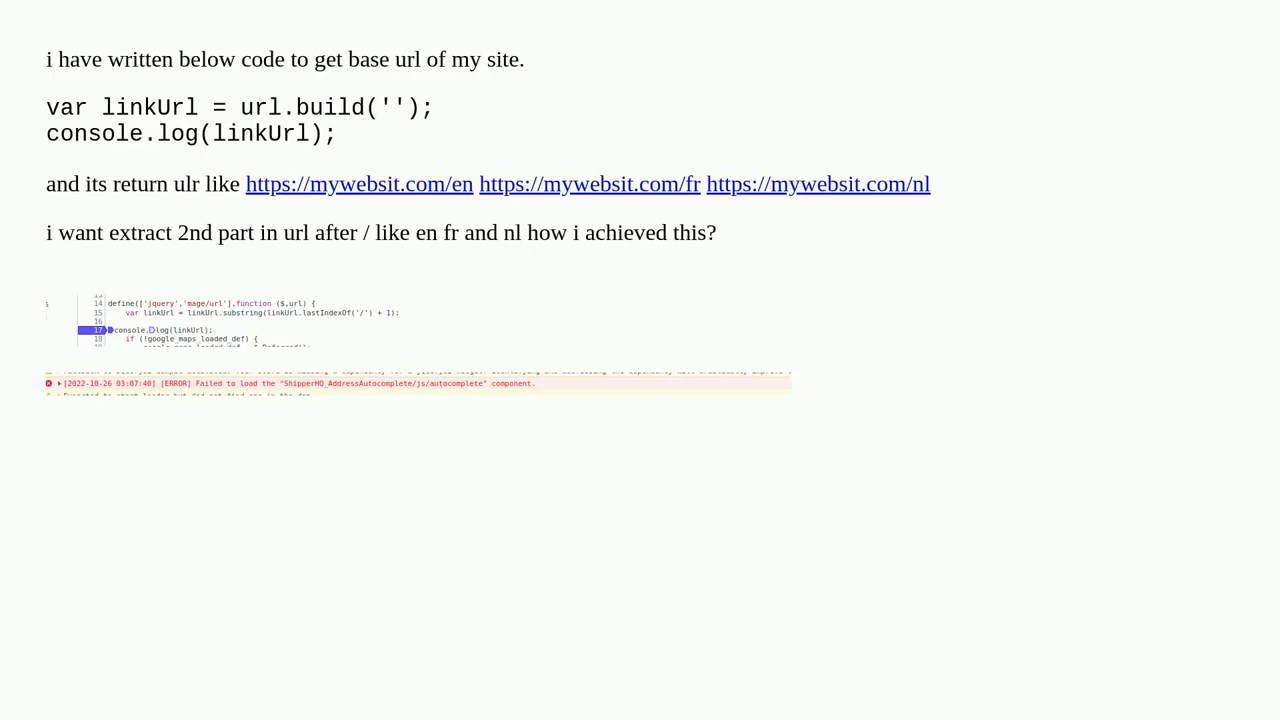 i have written below code to get base url of my site.
var linkUrl = url.build('');
console.log(linkUrl);
and its return ulr like https://mywebsit.com/en https://mywebsit.com/fr https://mywebsit.com/nl
i want extract 2nd part in url after / like en fr and nl how i achieved this?
14 define(['jquery','mage/url'],function ($,url) {
15 var linkUrl = linkUrl.substring(linkUrl.lastIndexOf('/') + 1);
16
17 console.log(linkUrl);
18 if (!google_maps_loaded_def) {
[2022-10-26 03:07:40] [ERROR] Failed to load the "ShipperHQ_AddressAutocomplete/js/autocomplete" component.